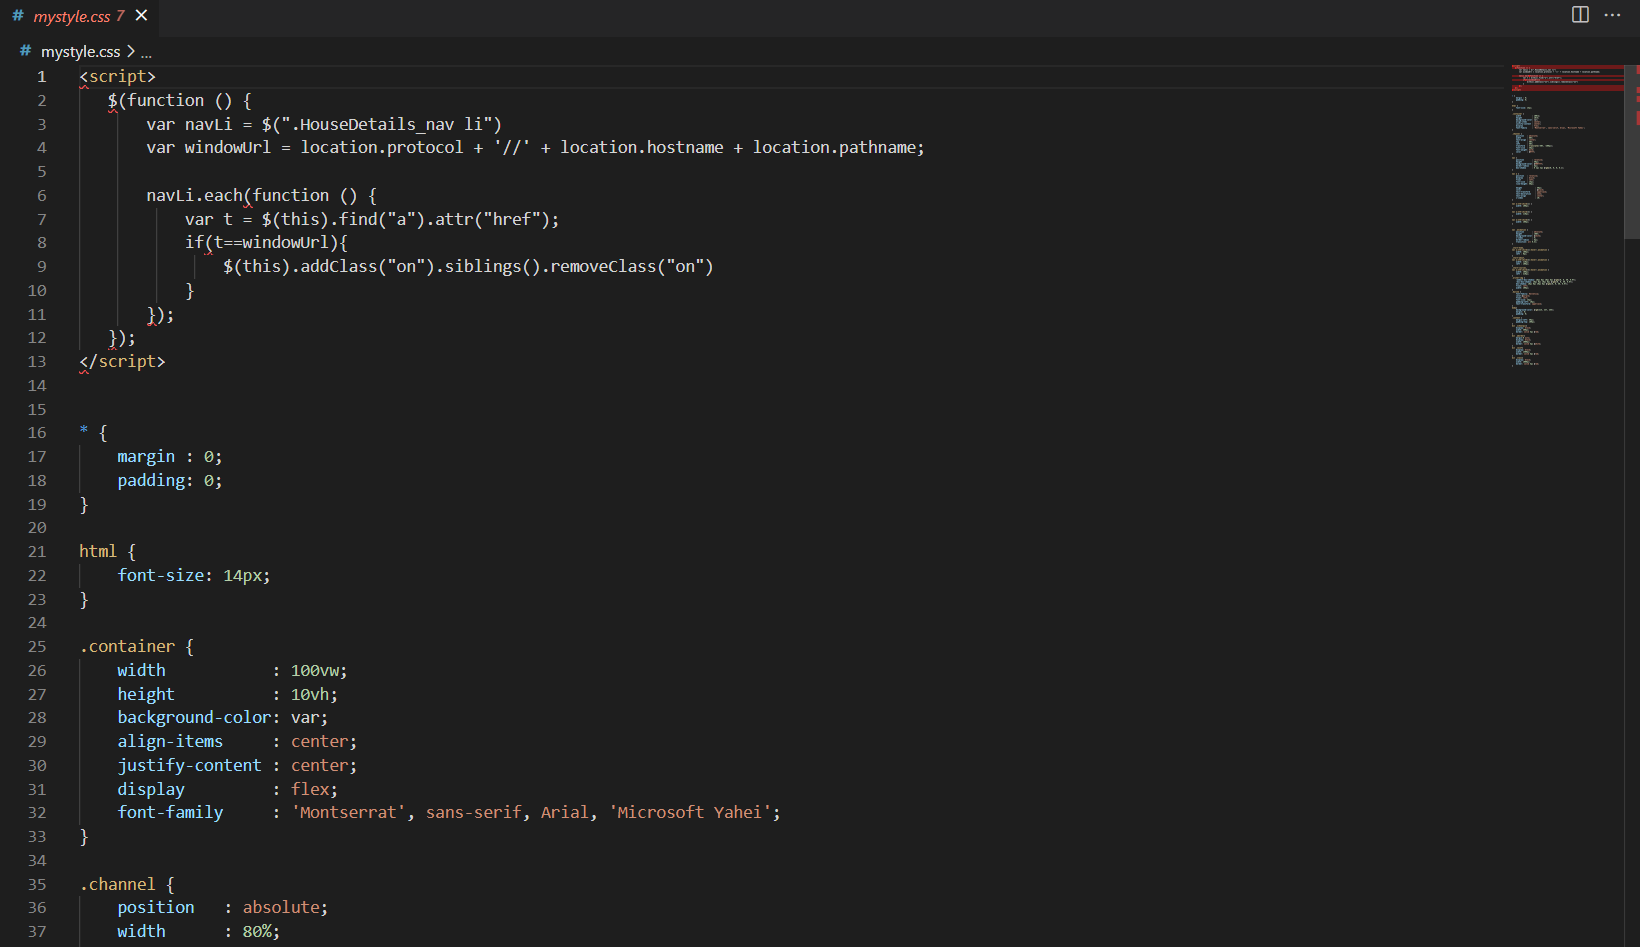 # mystyle.css 7 ×
# mystyle.css > ...
1 <script>
2 $(function () {
3 var navLi = $(".HouseDetails_nav li")
4 var windowUrl = location.protocol + '//' + location.hostname + location.pathname;
5
6 navLi.each(function () {
7 var t = $(this).find("a").attr("href");
8 if(t==windowUrl){
9 $(this).addClass("on").siblings().removeClass("on")
10 }
11 });
12 });
13 </script>
14
15
16 * {
17 margin : 0;
18 padding: 0;
19 }
20
21 html {
22 font-size: 14px;
23 }
24
25 .container {
26 width : 100vw;
27 height : 10vh;
28 background-color: var;
29 align-items : center;
30 justify-content : center;
31 display : flex;
32 font-family : 'Montserrat', sans-serif, Arial, 'Microsoft Yahei';
33 }
34
35 .channel {
36 position : absolute;
37 width : 80%;